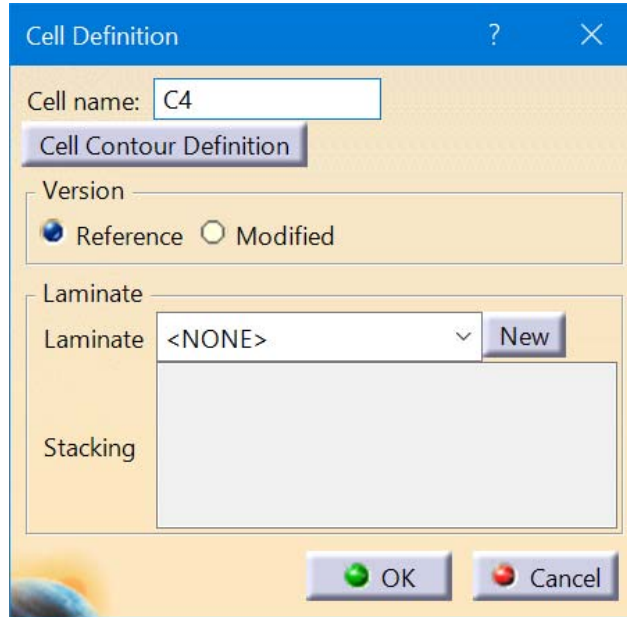 Cell Definition ? ×
Cell name: C4
Cell Contour Definition
Version
Reference Modified
Laminate
Laminate <NONE> New
Stacking
OK Cancel